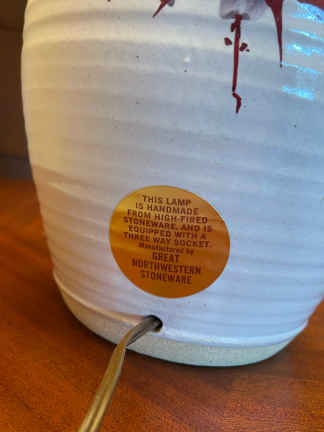 THIS LAMP
IS HANDMADE
FROM HIGH-FIRED
STONEWARE, AND IS
EQUIPPED WITH A
THREE WAY SOCKET.
Manufactured by
GREAT
NORTHWESTERN
STONEWARE